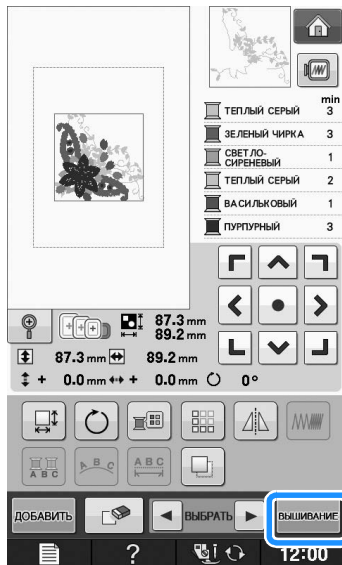 min
ТЕПЛЫЙ СЕРЫЙ 3
ЗЕЛЕНЫЙ ЧИРКА 3
СВЕТЛО-
СИРЕНЕВЫЙ 1
ТЕПЛЫЙ СЕРЫЙ 2
ВАСИЛЬКОВЫЙ 1
ПУРПУРНЫЙ 3
87.3 mm
89.2 mm
87.3 mm 89.2 mm
+ 0.0 mm + 0.0 mm 0°
A B C A B C A B C
ДОБАВИТЬ ВЫБРАТЬ ВЫШИВАНИЕ
? 12:00